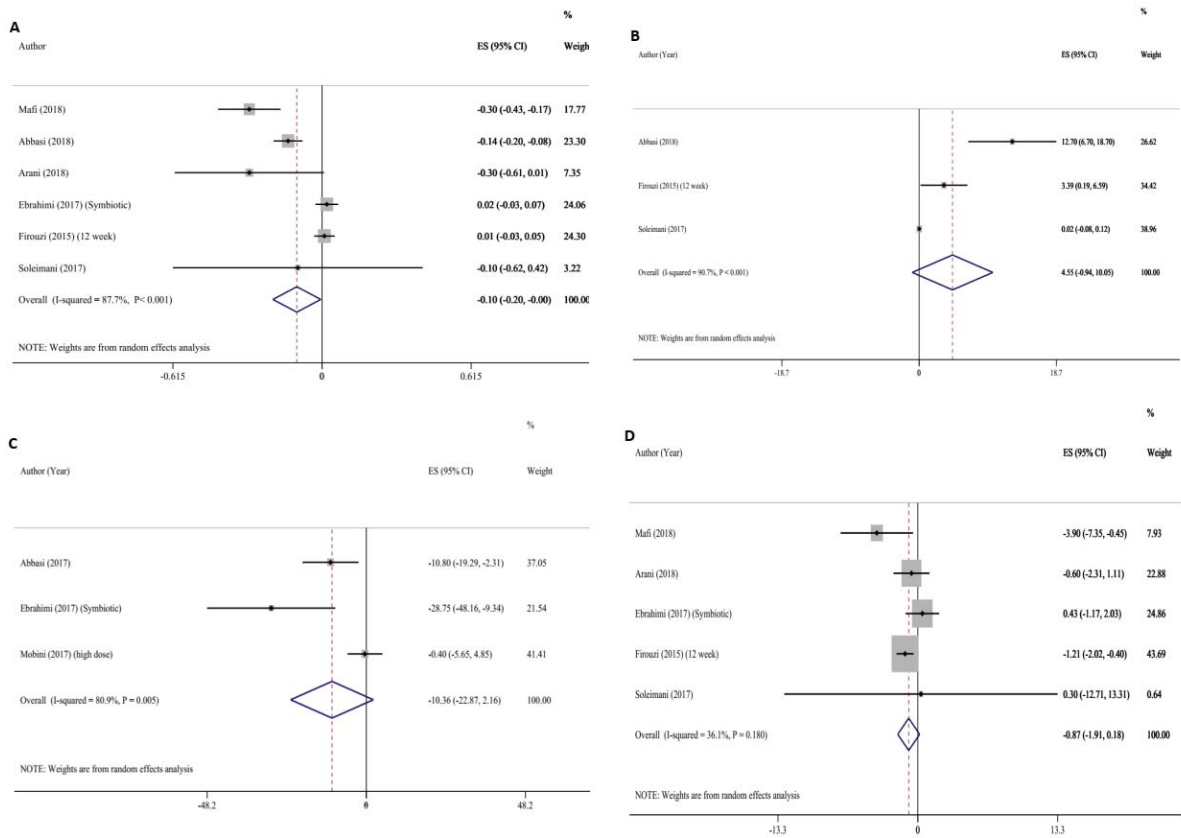 A
%
Author ES (95% CI) Weigh
Mafi (2018) -0.30 (-0.43, -0.17) 17.77
Abbasi (2018) -0.14 (-0.20, -0.08) 23.30
Arani (2018) -0.30 (-0.61, 0.01) 7.35
Ebrahimi (2017) (Symbiotic) 0.02 (-0.03, 0.07) 24.06
Firouzi (2015) (12 week) 0.01 (-0.03, 0.05) 24.30
Soleimani (2017) -0.10 (-0.62, 0.42) 3.22
Overall (I-squared = 87.7%, P< 0.001) -0.10 (-0.20, -0.00) 100.00
NOTE: Weights are from random effects analysis
-0.615 0 0.615
B
%
Author (Year) ES (95% CI) Weight
Abbasi (2018) 12.70 (6.70, 18.70) 26.62
Firouzi (2015) (12 week) 3.39 (0.19, 6.59) 34.42
Soleimani (2017) 0.02 (-0.08, 0.12) 38.96
Overall (I-squared = 90.7%, P < 0.001) 4.55 (-0.94, 10.05) 100.00
NOTE: Weights are from random effects analysis
-18.7 0 18.7
C
%
Author (Year) ES (95% CI) Weight
Abbasi (2017) -10.80 (-19.29, -2.31) 37.05
Ebrahimi (2017) (Symbiotic) -28.75 (-48.16, -9.34) 21.54
Mobini (2017) (high dose) -0.40 (-5.65, 4.85) 41.41
Overall (I-squared = 80.9%, P = 0.005) -10.36 (-22.87, 2.16) 100.00
NOTE: Weights are from random effects analysis
-48.2 0 48.2
D
%
Author (Year) ES (95% CI) Weight
Mafi (2018) -3.90 (-7.35, -0.45) 7.93
Arani (2018) -0.60 (-2.31, 1.11) 22.88
Ebrahimi (2017) (Symbiotic) 0.43 (-1.17, 2.03) 24.86
Firouzi (2015) (12 week) -1.21 (-2.02, -0.40) 43.69
Soleimani (2017) 0.30 (-12.71, 13.31) 0.64
Overall (I-squared = 36.1%, P = 0.180) -0.87 (-1.91, 0.18) 100.00
NOTE: Weights are from random effects analysis
-13.3 0 13.3